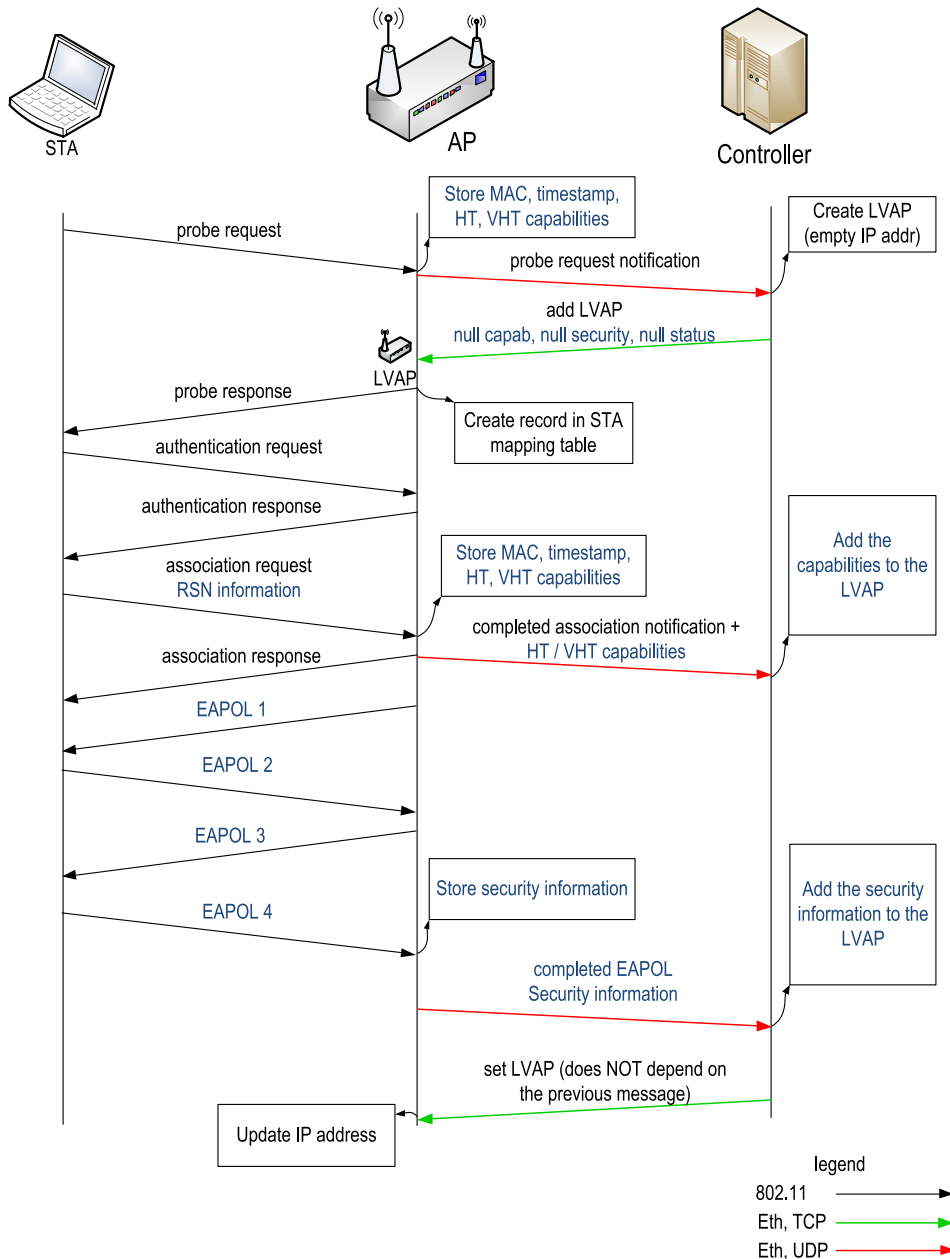 STA
AP
Controller
Store MAC, timestamp,
HT, VHT capabilities
Create LVAP
(empty IP addr)
probe request
probe request notification
add LVAP
null capab, null security, null status
LVAP
probe response
Create record in STA
mapping table
authentication request
authentication response
association request
RSN information
Store MAC, timestamp,
HT, VHT capabilities
Add the
capabilities to the
LVAP
completed association notification +
HT / VHT capabilities
association response
EAPOL 1
EAPOL 2
EAPOL 3
Store security information
EAPOL 4
Add the security
information to the
LVAP
completed EAPOL
Security information
set LVAP (does NOT depend on
the previous message)
Update IP address
legend
802.11
Eth, TCP
Eth, UDP